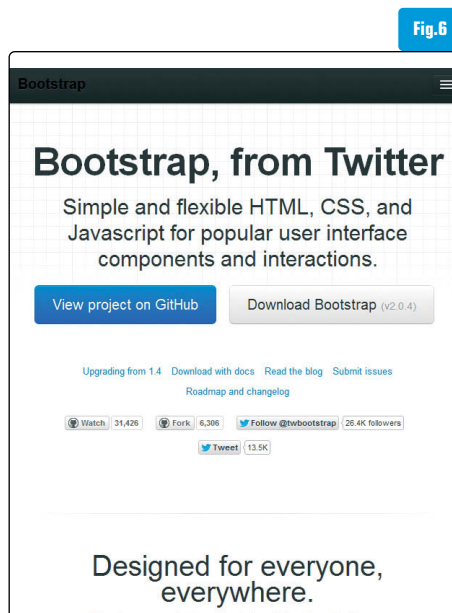 Fig.6
Bootstrap
Bootstrap, from Twitter
Simple and flexible HTML, CSS, and
Javascript for popular user interface
components and interactions.
View project on GitHub Download Bootstrap (v2.0.4)
Upgrading from 1.4 Download with docs Read the blog Submit issues
Roadmap and changelog
Watch 31,426 Fork 6,306 Follow @twbootstrap 26.4K followers
Tweet 13.5K
Designed for everyone,
everywhere.